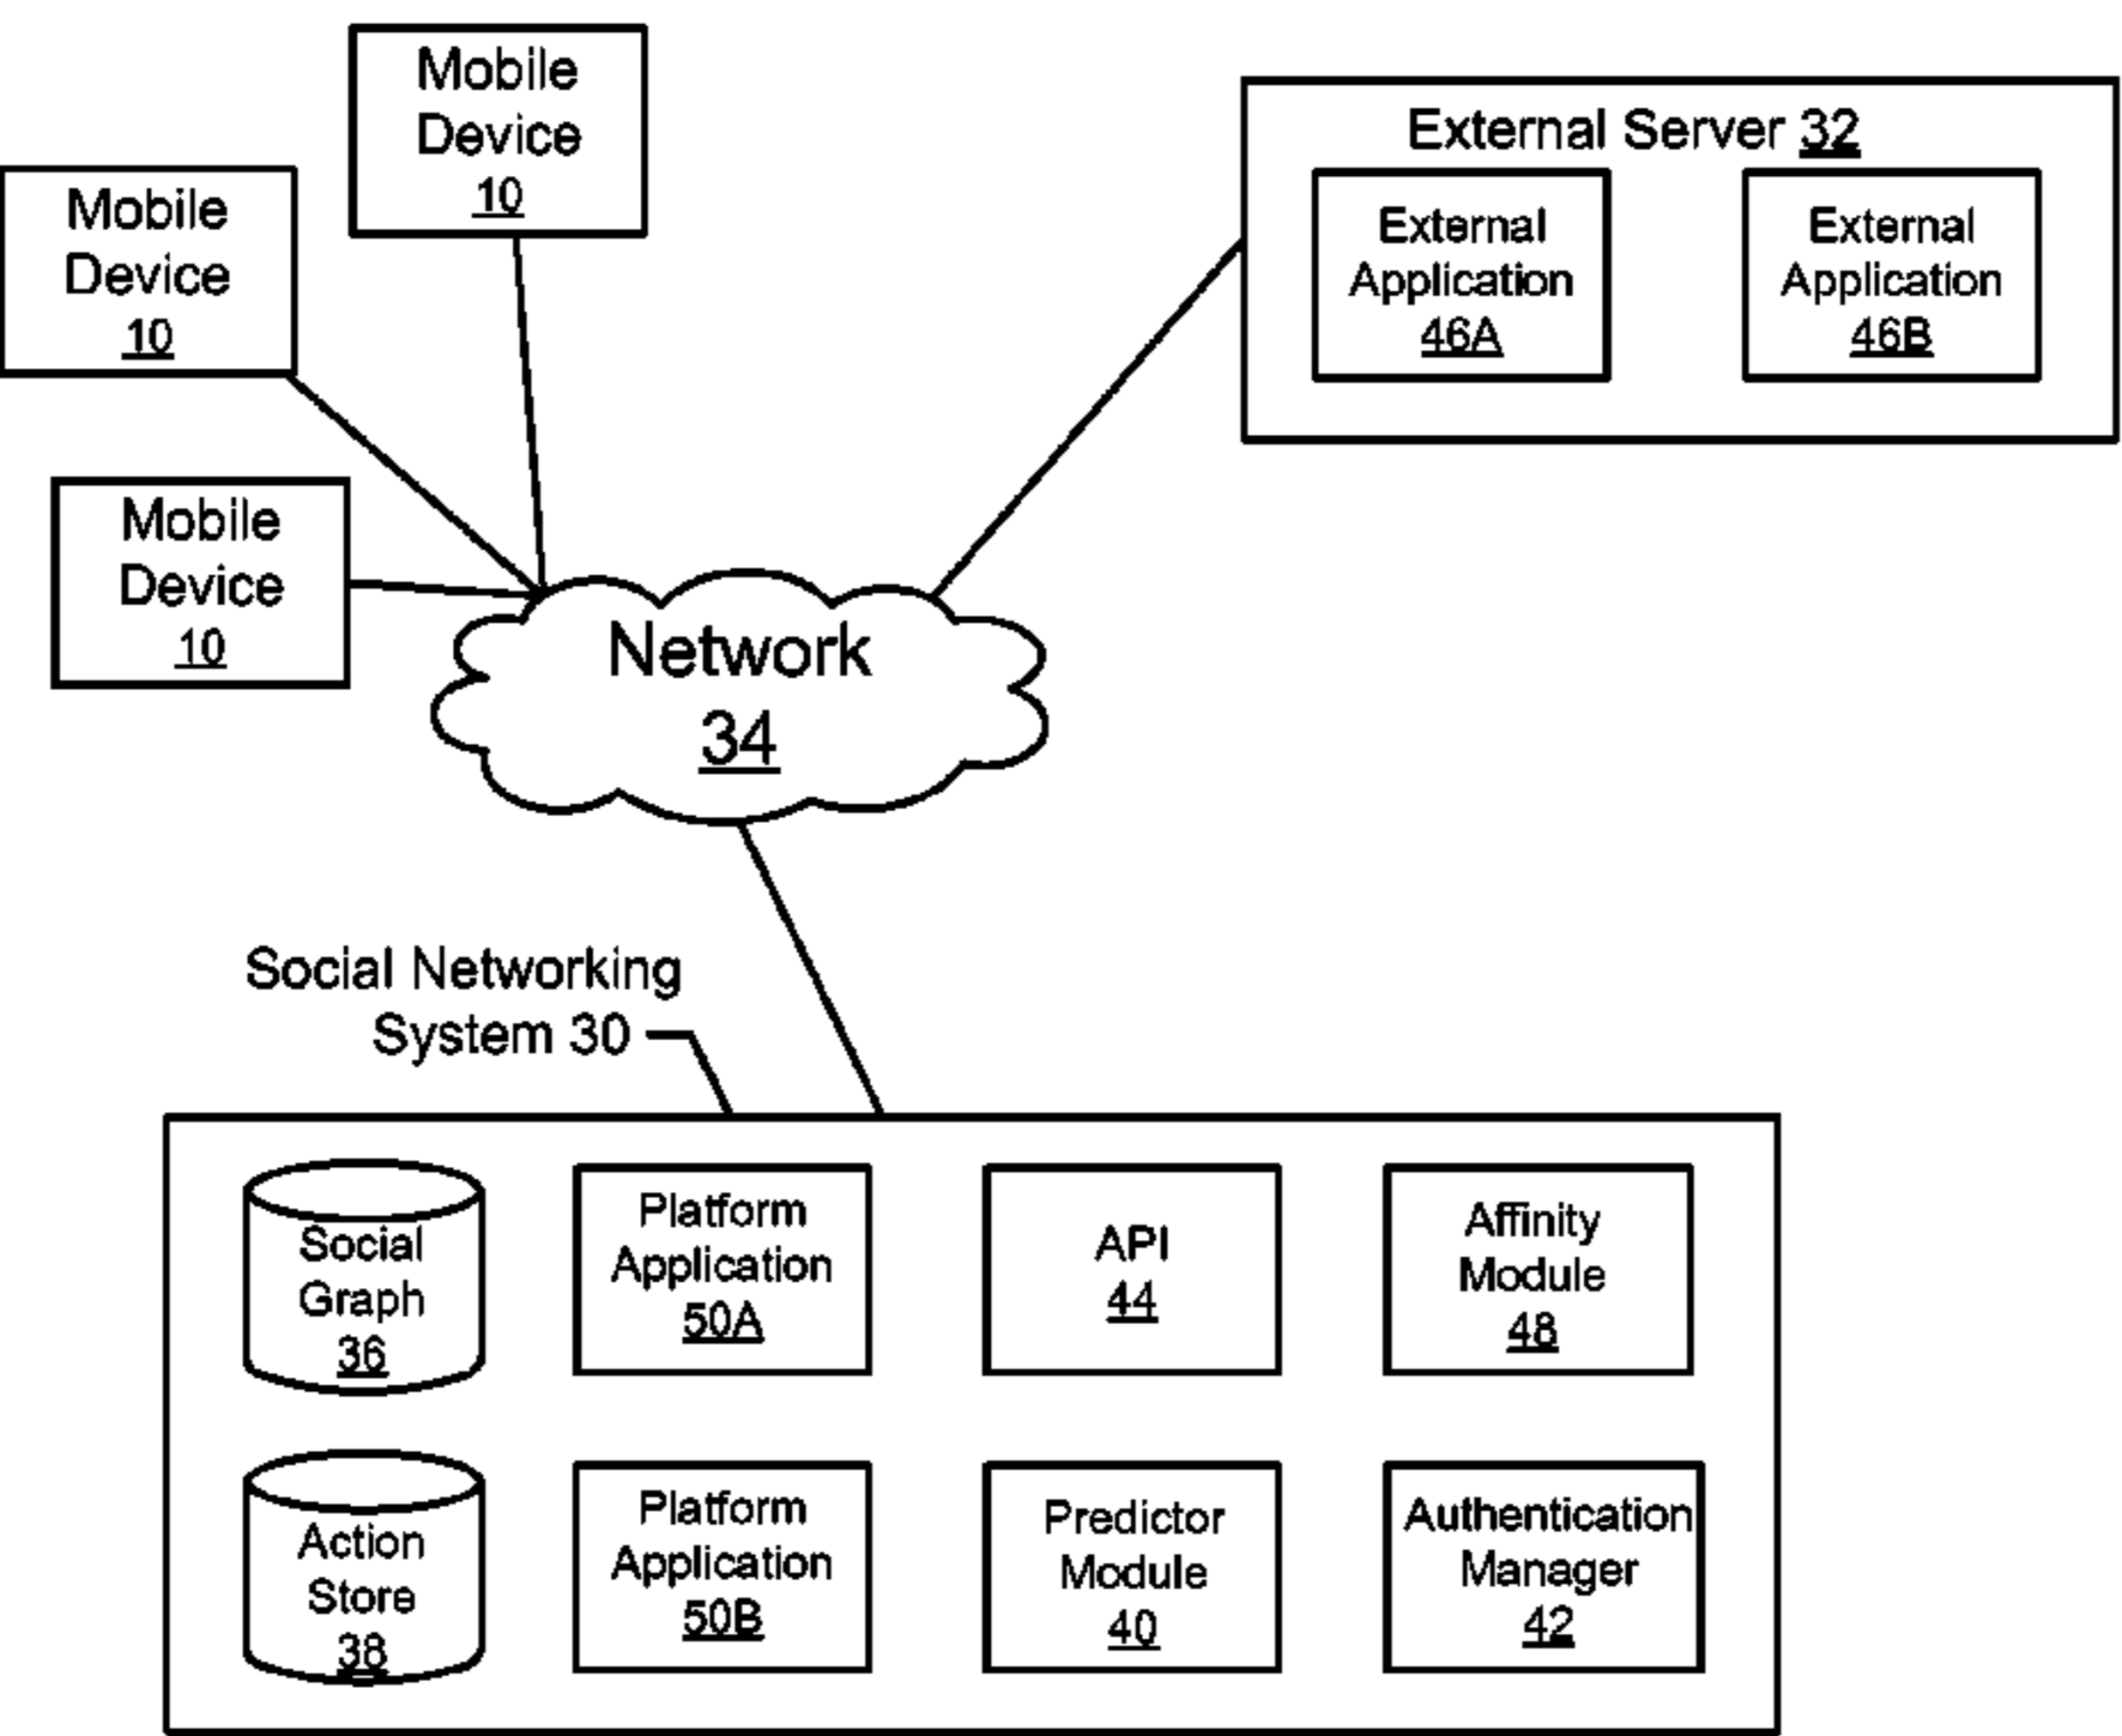 Mobile
Device
10
Mobile
Device
10
Mobile
Device
10
External Server 32
External
Application
46A
External
Application
46B
Network
34
Social Networking
System 30
Social
Graph
36
Platform
Application
50A
API
44
Affinity
Module
48
Action
Store
38
Platform
Application
50B
Predictor
Module
40
Authentication
Manager
42